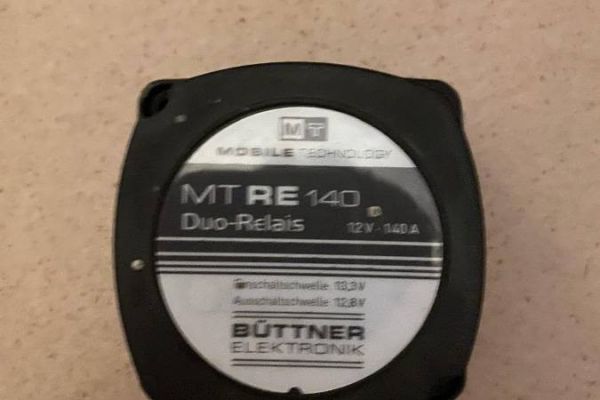 MT
MOBILE TECHNOLOGY
MT RE 140
Duo-Relais 12V - 140A
Einschaltschwelle 13,3V
Ausschaltschwelle 12,8V
BÜTTNER
ELEKTRONIK